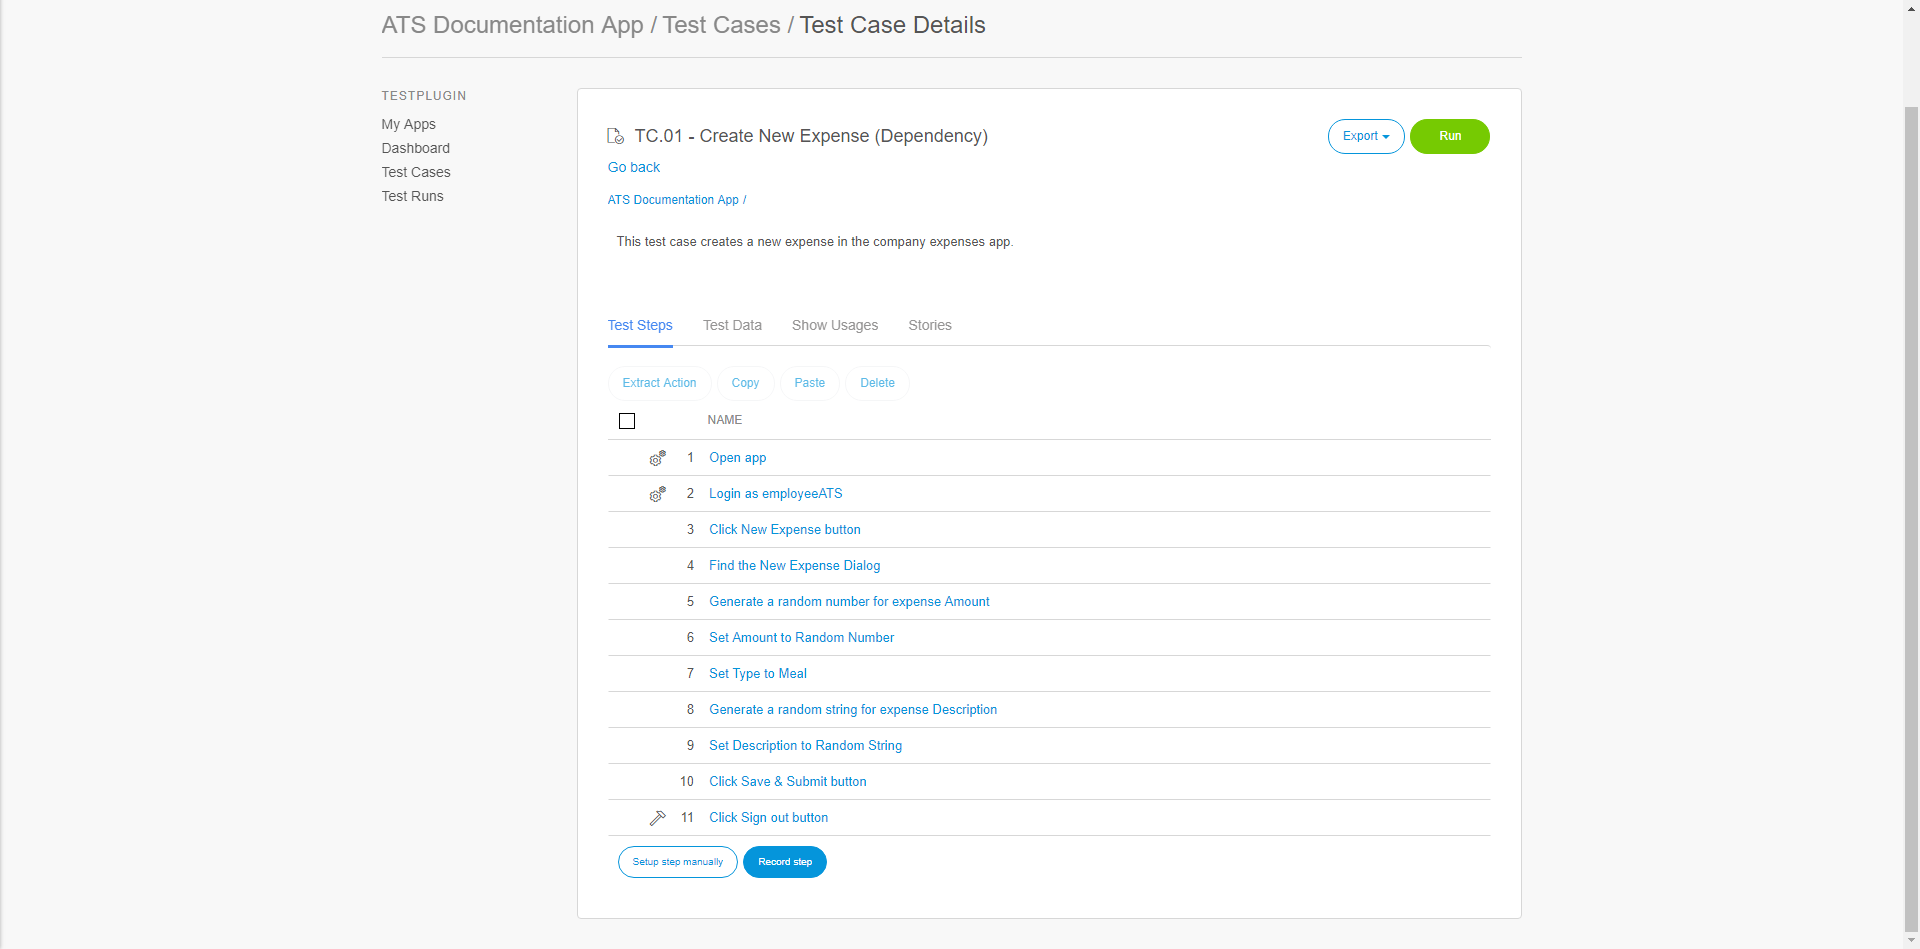 ATS Documentation App / Test Cases / Test Case Details
TESTPLUGIN
My Apps
Dashboard
Test Cases
Test Runs
TC.01 - Create New Expense (Dependency)
Export
Run
Go back
ATS Documentation App /
This test case creates a new expense in the company expenses app.
Test Steps Test Data Show Usages Stories
Extract Action Copy Paste Delete
NAME
1 Open app
2 Login as employeeATS
3 Click New Expense button
4 Find the New Expense Dialog
5 Generate a random number for expense Amount
6 Set Amount to Random Number
7 Set Type to Meal
8 Generate a random string for expense Description
9 Set Description to Random String
10 Click Save & Submit button
11 Click Sign out button
Setup step manually Record step